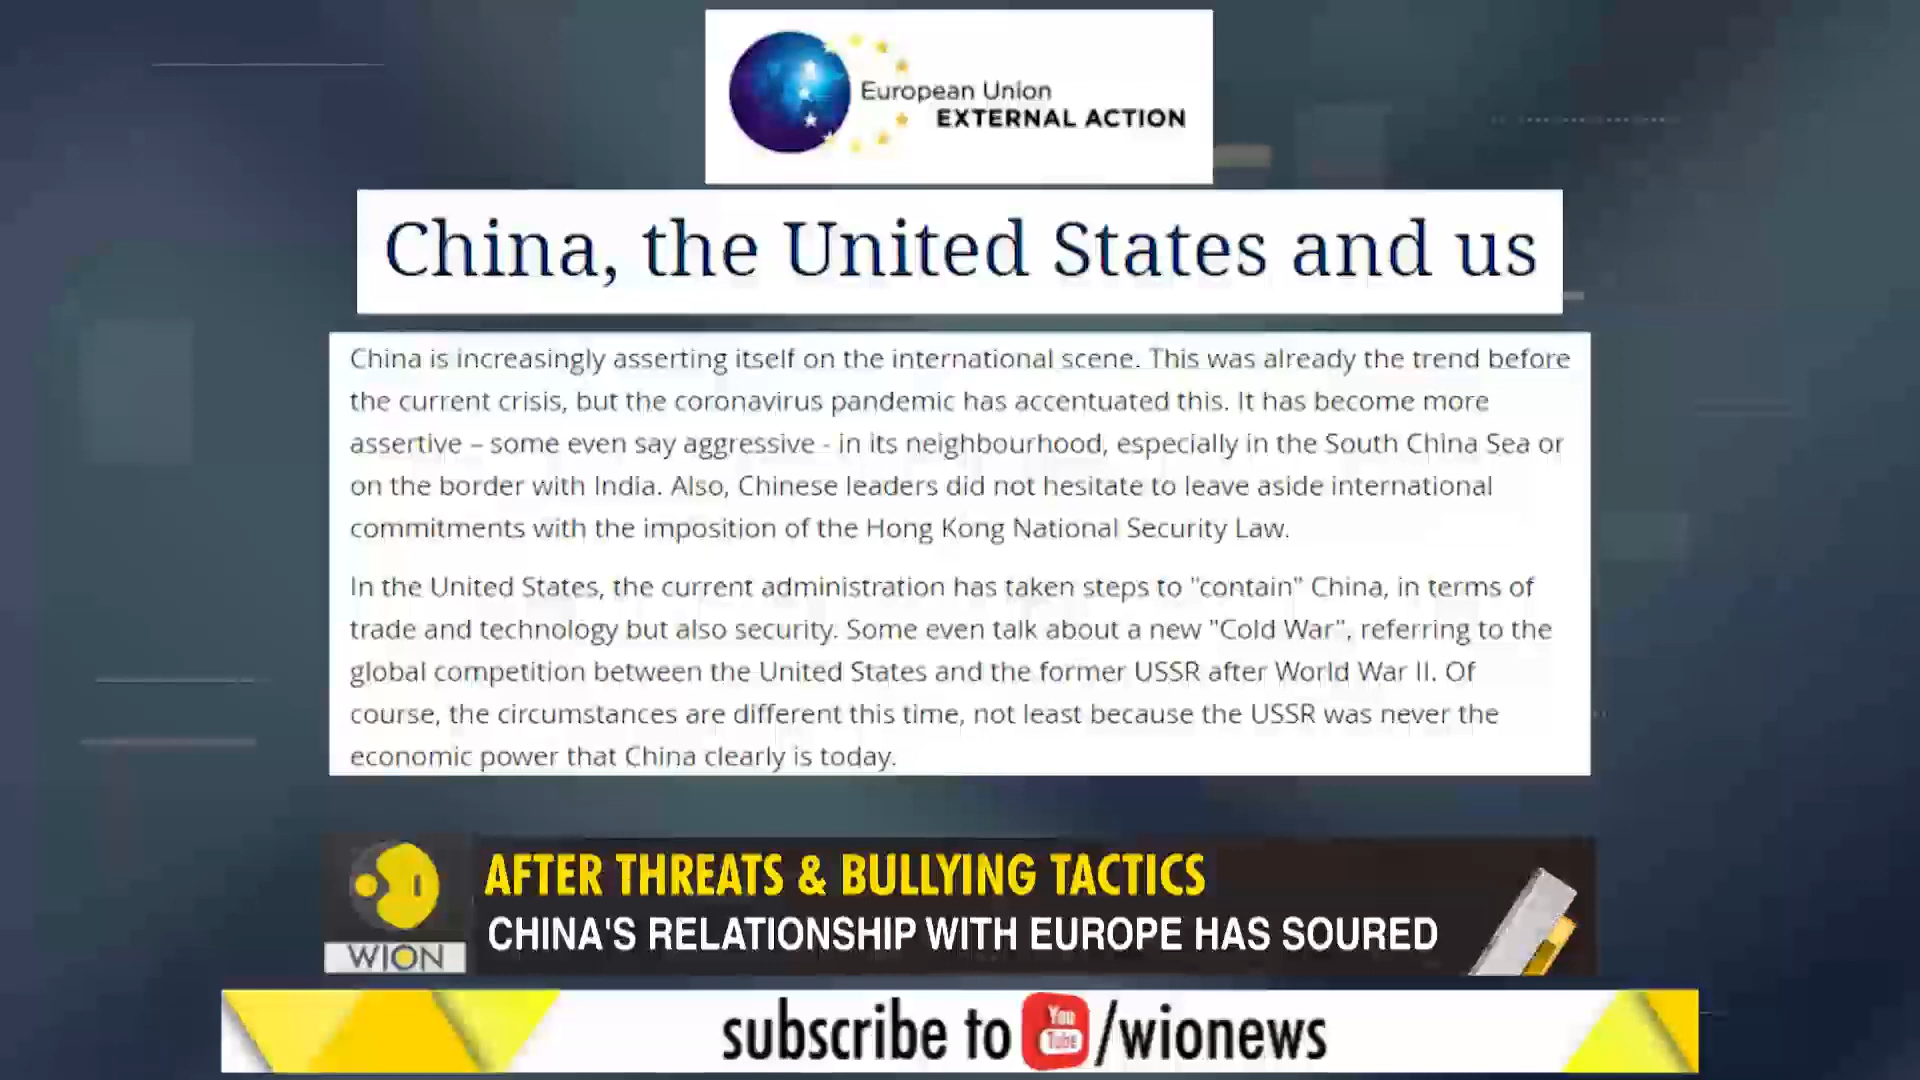 European Union
EXTERNAL ACTION
China, the United States and us
China is increasingly asserting itself on the international scene. This was already the trend before
the current crisis, but the coronavirus pandemic has accentuated this. It has become more
assertive – some even say aggressive - in its neighbourhood, especially in the South China Sea or
on the border with India. Also, Chinese leaders did not hesitate to leave aside international
commitments with the imposition of the Hong Kong National Security Law.
In the United States, the current administration has taken steps to "contain" China, in terms of
trade and technology but also security. Some even talk about a new "Cold War", referring to the
global competition between the United States and the former USSR after World War II. Of
course, the circumstances are different this time, not least because the USSR was never the
economic power that China clearly is today.
AFTER THREATS & BULLYING TACTICS
CHINA'S RELATIONSHIP WITH EUROPE HAS SOURED
WION
subscribe to You Tube /wionews